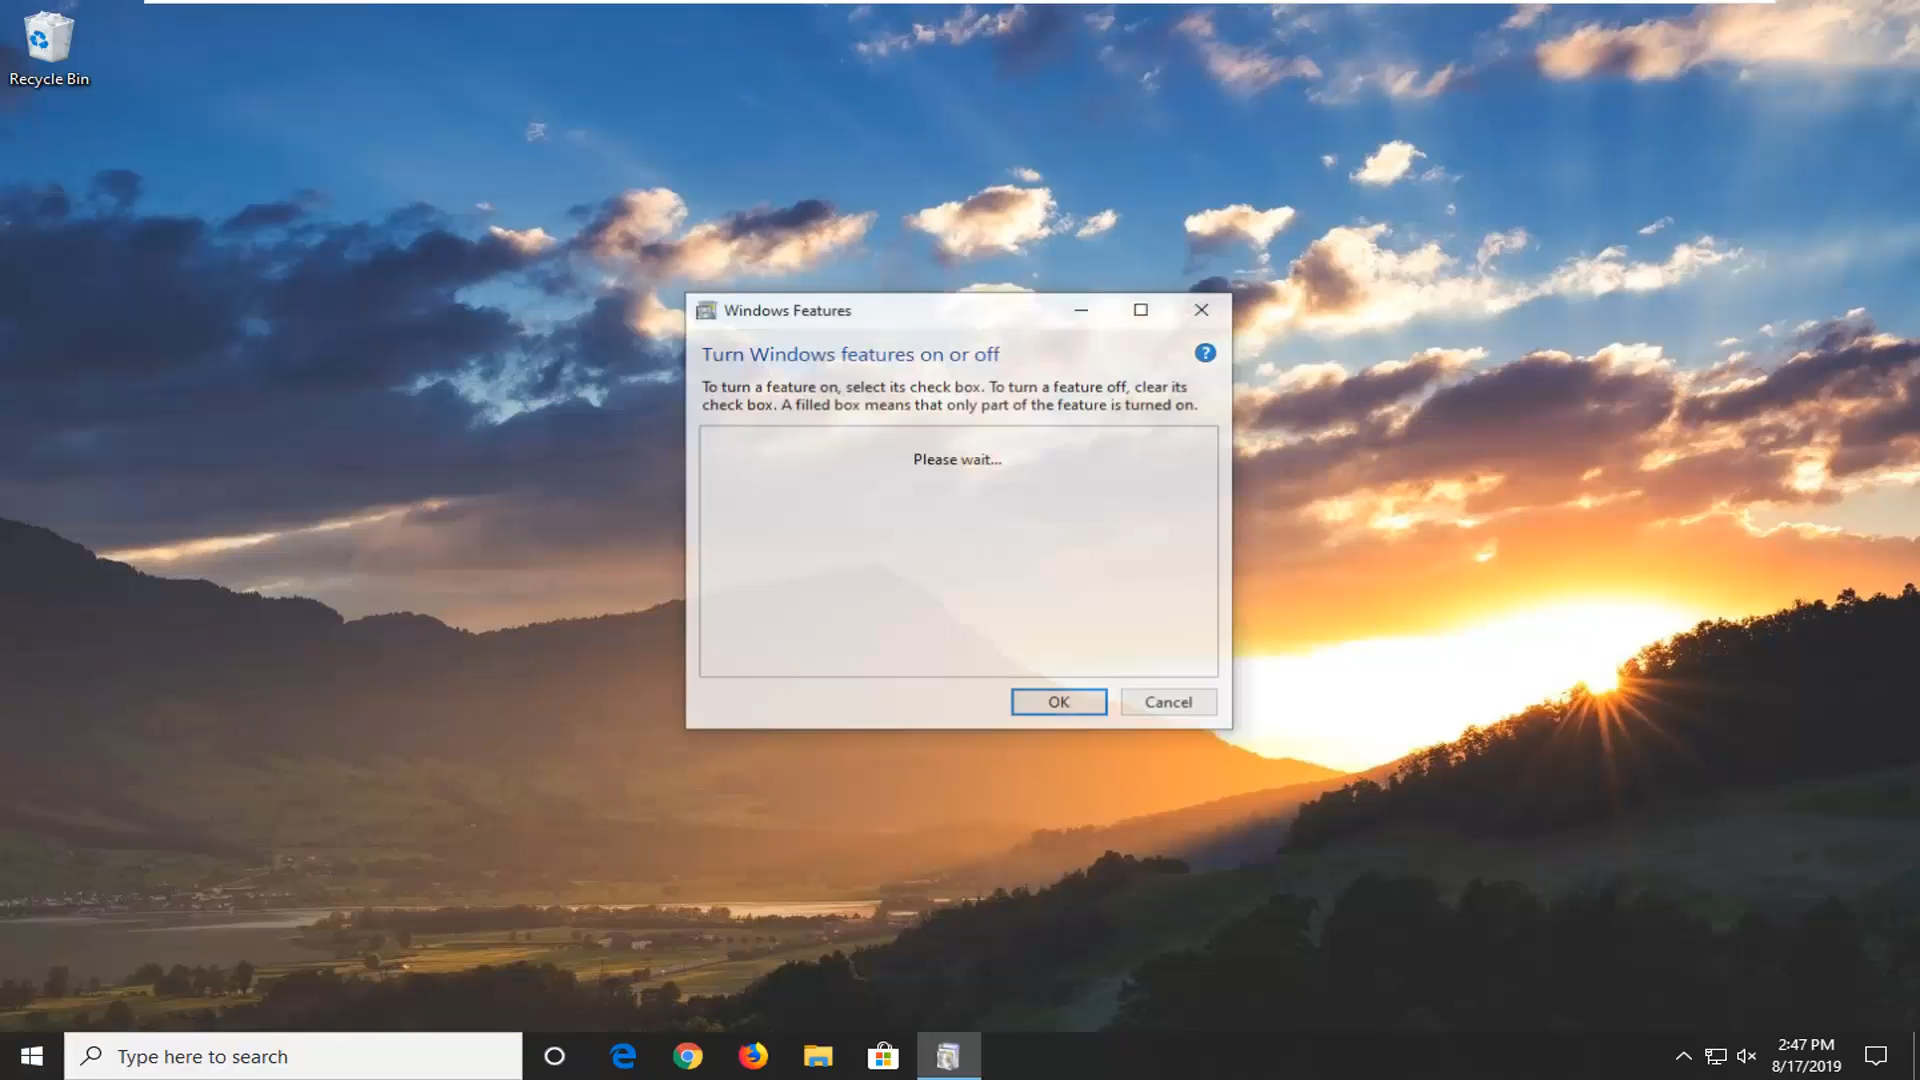 Recycle Bin
Windows Features
Turn Windows features on or off
?
To turn a feature on, select its check box. To turn a feature off, clear its
check box. A filled box means that only part of the feature is turned on.
Please wait...
OK
Cancel
Type here to search
2:47 PM
8/17/2019